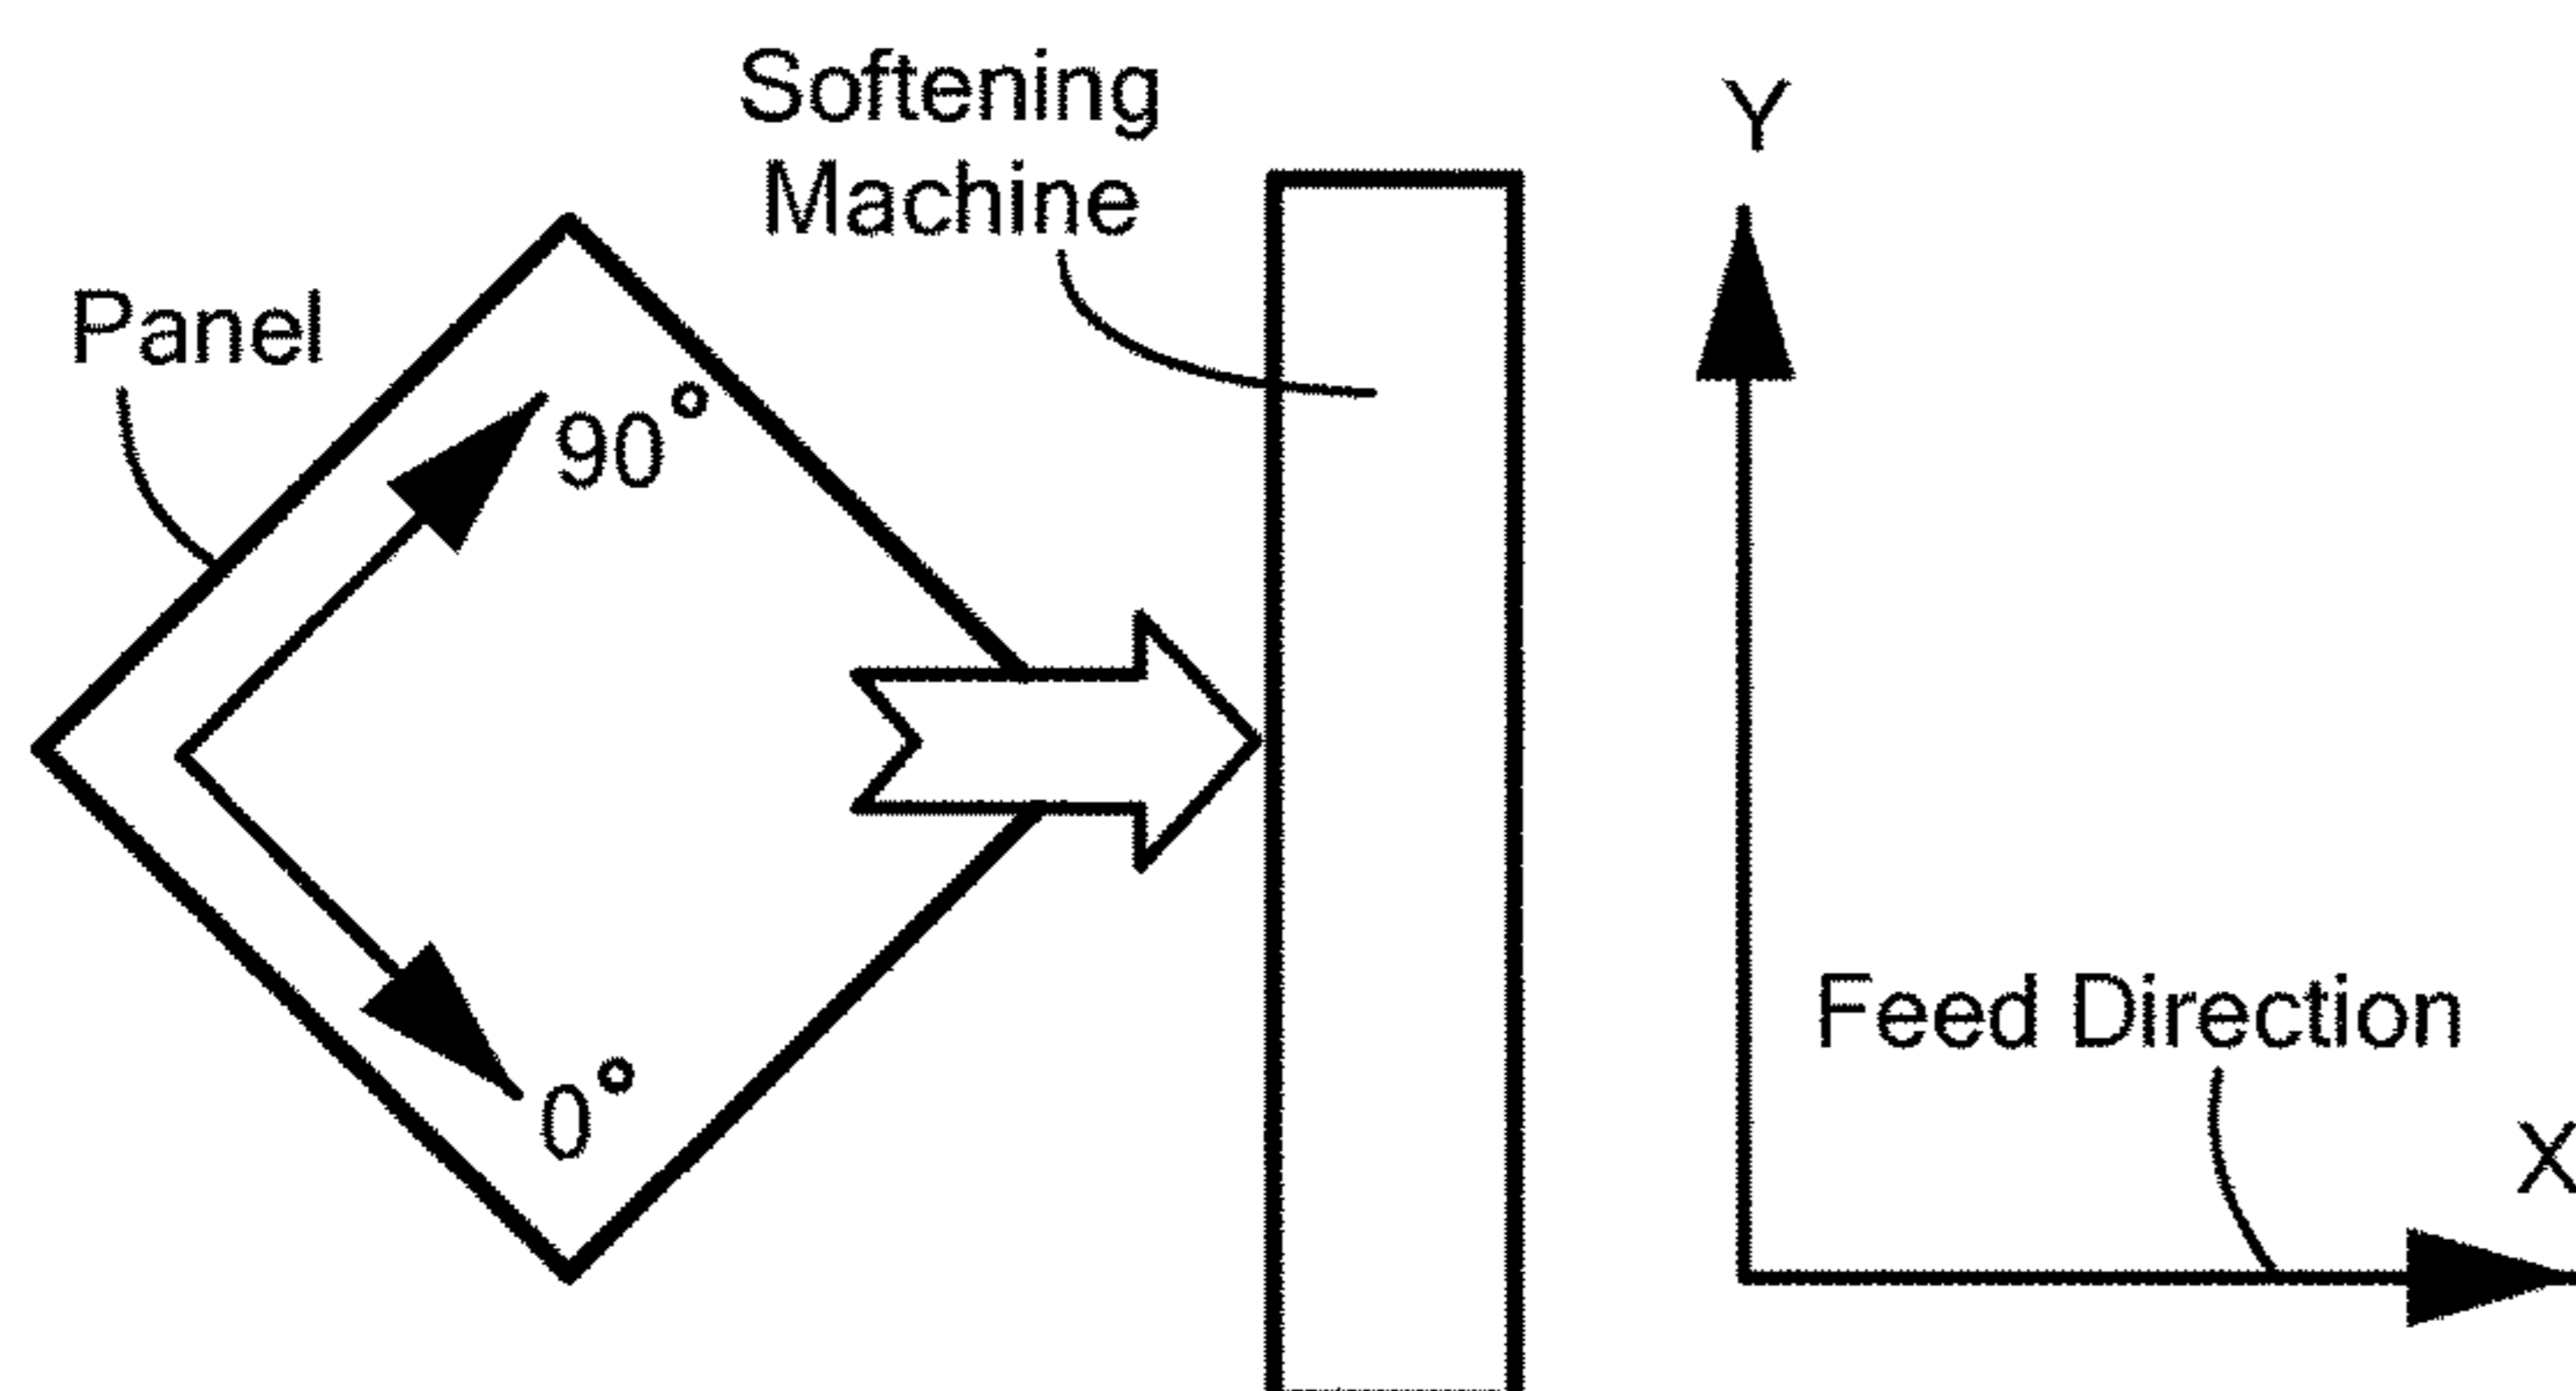 Softening
Machine
Panel
90°
0°
Y
Feed Direction
X